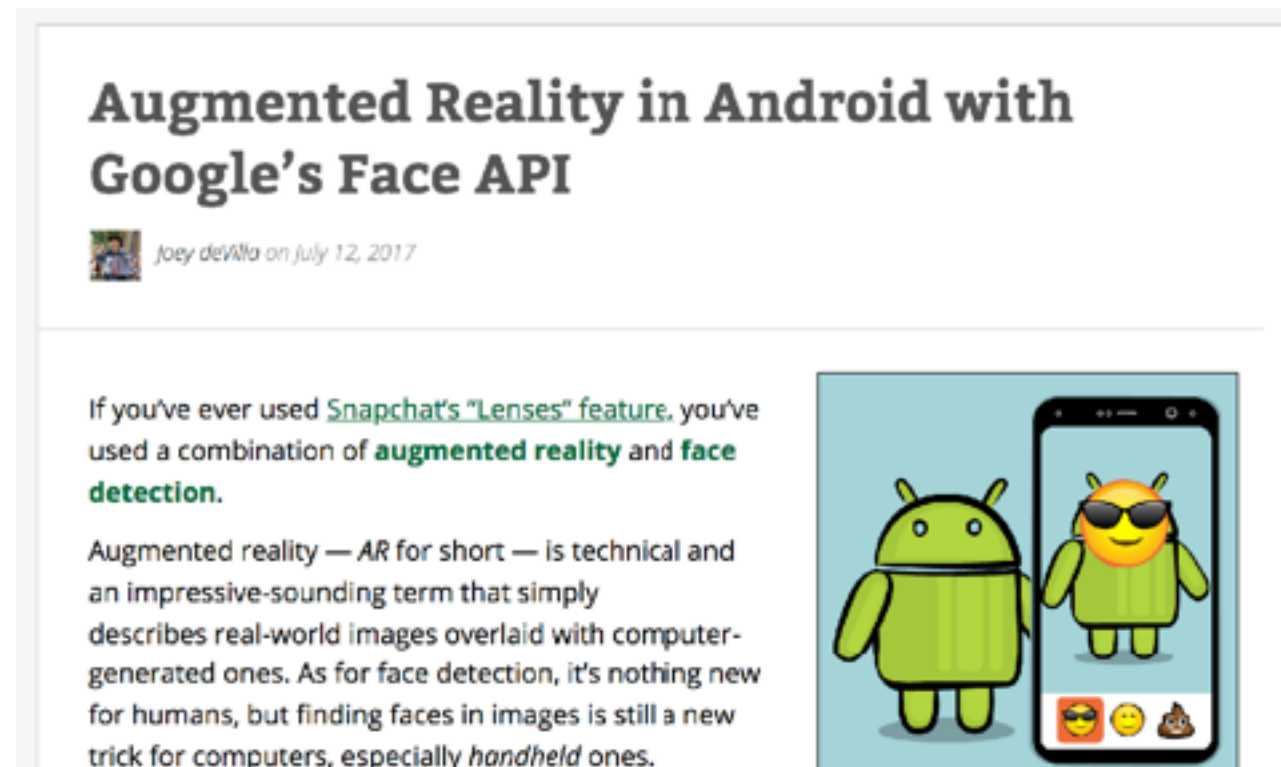 Augmented Reality in Android with
Google’s Face API
Joey deVilla on July 12, 2017
If you’ve ever used Snapchat’s “Lenses” feature, you’ve
used a combination of augmented reality and face
detection.
Augmented reality — AR for short — is technical and
an impressive-sounding term that simply
describes real-world images overlaid with computer-
generated ones. As for face detection, it’s nothing new
for humans, but finding faces in images is still a new
trick for computers, especially handheld ones.